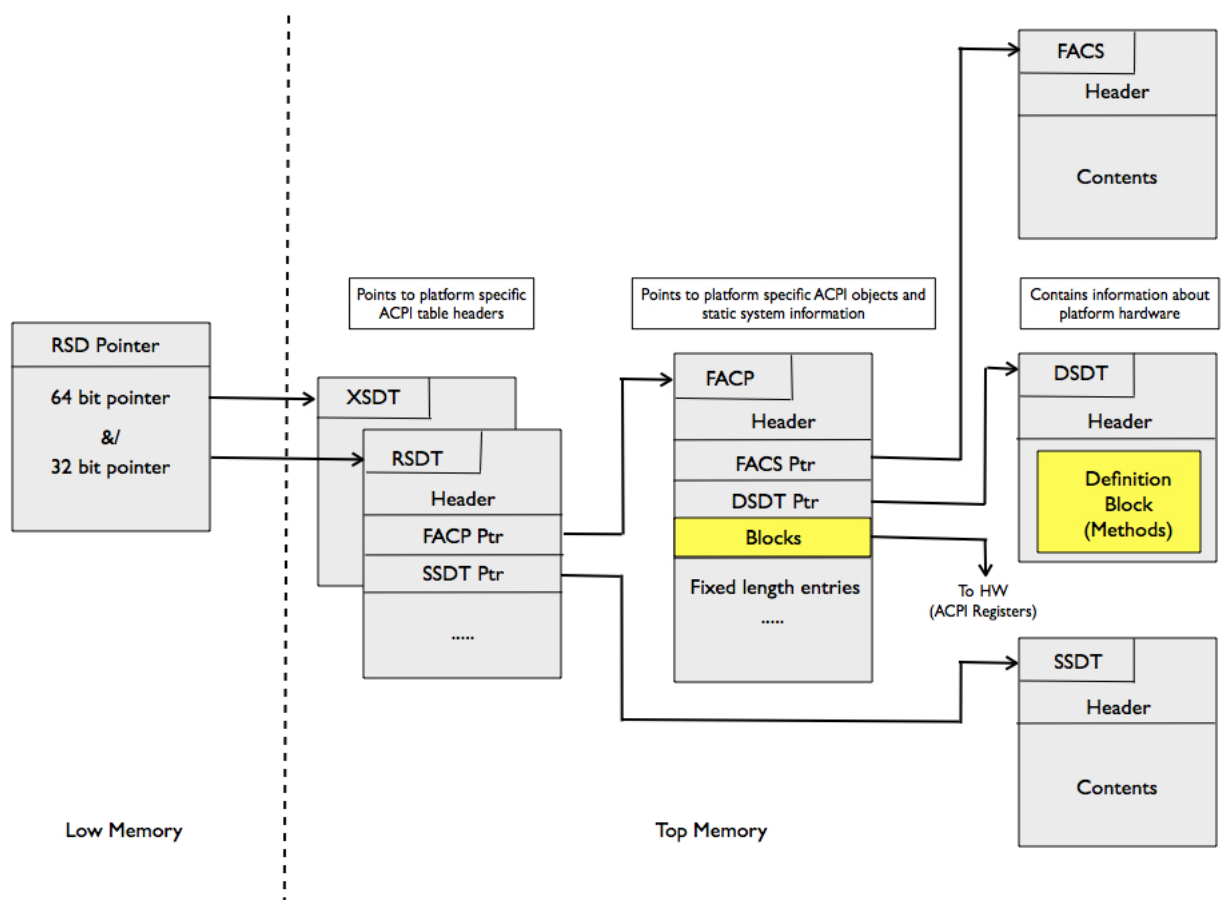 RSD Pointer
64 bit pointer
&/
32 bit pointer
Low Memory
Points to platform specific
ACPI table headers
XSDT
RSDT
Header
FACP Ptr
SSDT Ptr
.....
Points to platform specific ACPI objects and
static system information
FACP
Header
FACS Ptr
DSDT Ptr
Blocks
Fixed length entries
.....
To HW
(ACPI Registers)
Top Memory
FACS
Header
Contents
Contains information about
platform hardware
DSDT
Header
Definition
Block
(Methods)
SSDT
Header
Contents